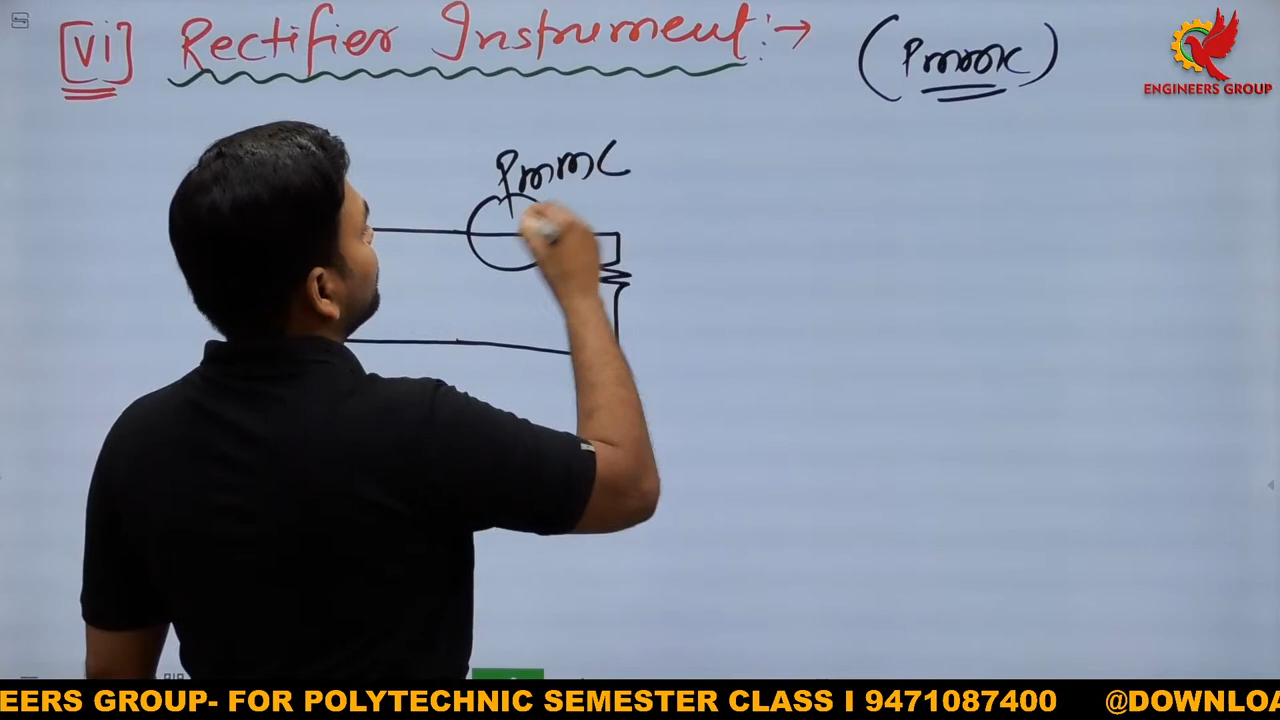 [vi] Rectifier Instrument:→ (PMMC)
ENGINEERS GROUP
PMMC
EERS GROUP- FOR POLYTECHNIC SEMESTER CLASS I 9471087400 @DOWNLOA